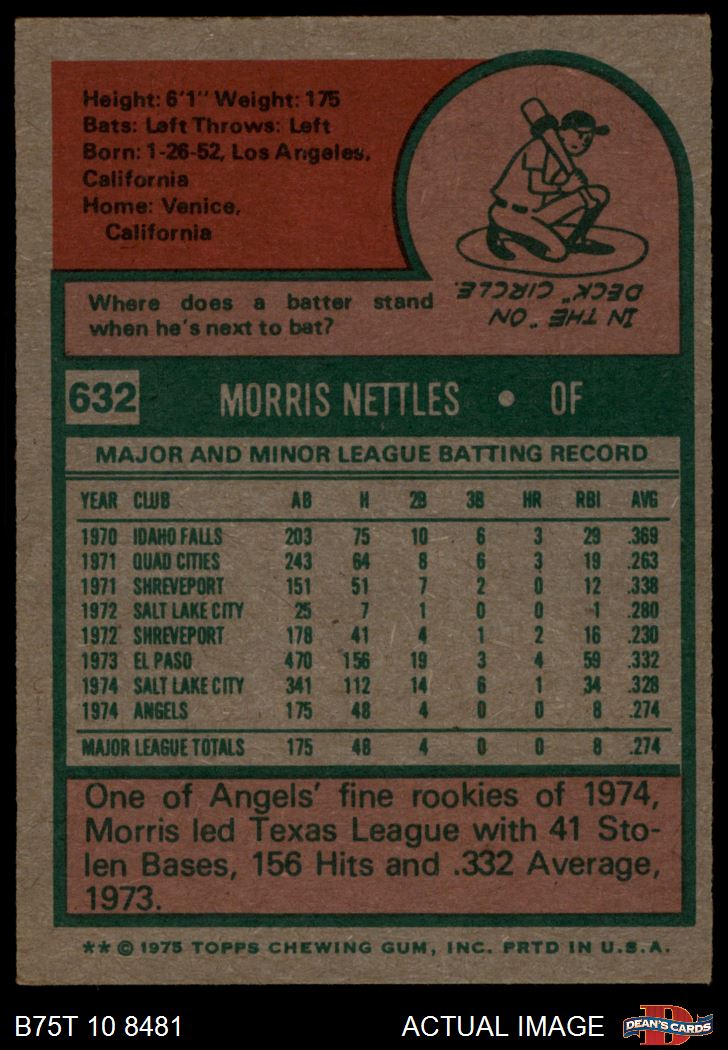 Height: 6'1" Weight: 175
Bats: Left Throws: Left
Born: 1-26-52, Los Angeles,
California
Home: Venice,
California
Where does a batter stand
when he's next to bat?
IN THE "ON
DECK" CIRCLE.
632 MORRIS NETTLES • OF
MAJOR AND MINOR LEAGUE BATTING RECORD
YEAR CLUB AB H 2B 3B HR RBI AVG
1970 IDAHO FALLS 203 75 10 6 3 29 .369
1971 QUAD CITIES 243 64 8 6 3 19 .263
1971 SHREVEPORT 151 51 7 2 0 12 .338
1972 SALT LAKE CITY 25 7 1 0 0 1 .280
1972 SHREVEPORT 178 41 4 1 2 16 .230
1973 EL PASO 470 156 19 3 4 59 .332
1974 SALT LAKE CITY 341 112 14 6 1 34 .328
1974 ANGELS 175 48 4 0 0 8 .274
MAJOR LEAGUE TOTALS 175 48 4 0 0 8 .274
One of Angels' fine rookies of 1974,
Morris led Texas League with 41 Sto-
len Bases, 156 Hits and .332 Average,
1973.
** © 1975 TOPPS CHEWING GUM, INC. PRTD IN U.S.A.
B75T 10 8481 ACTUAL IMAGE
D
DEAN'S CARDS